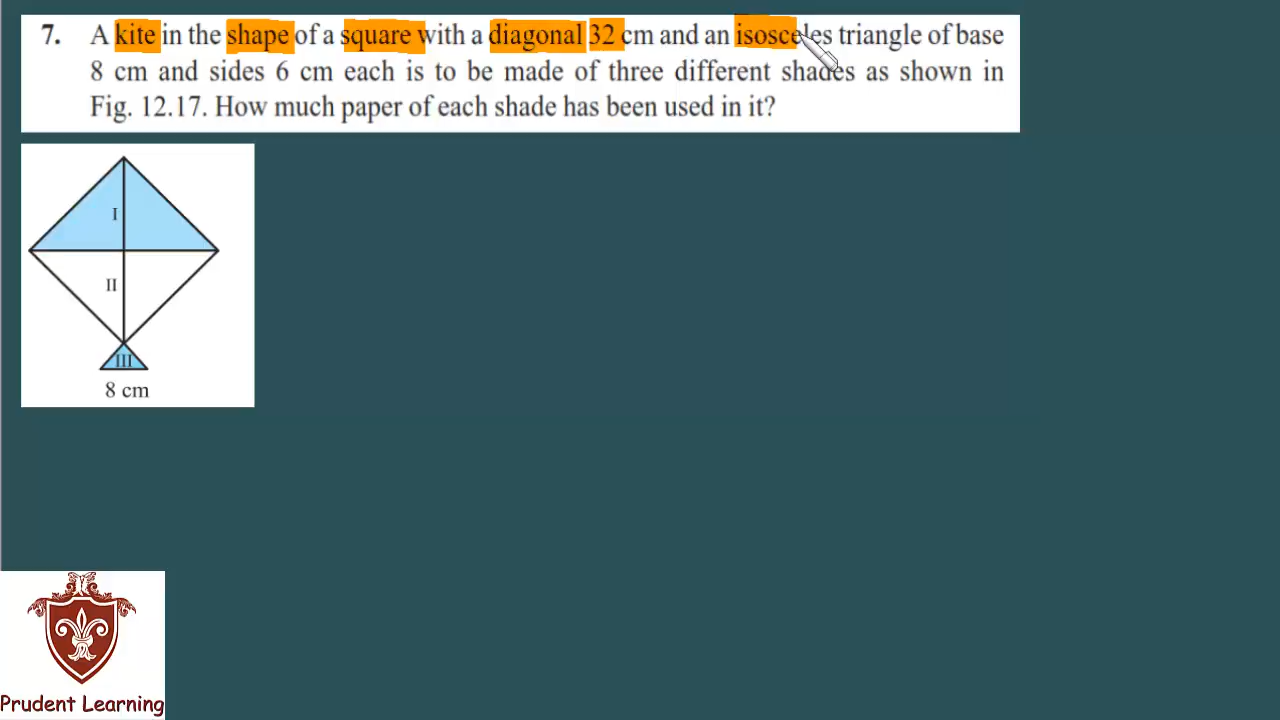 7. A kite in the shape of a square with a diagonal 32 cm and an isosceles triangle of base
8 cm and sides 6 cm each is to be made of three different shades as shown in
Fig. 12.17. How much paper of each shade has been used in it?
I
II
III
8 cm
Prudent Learning